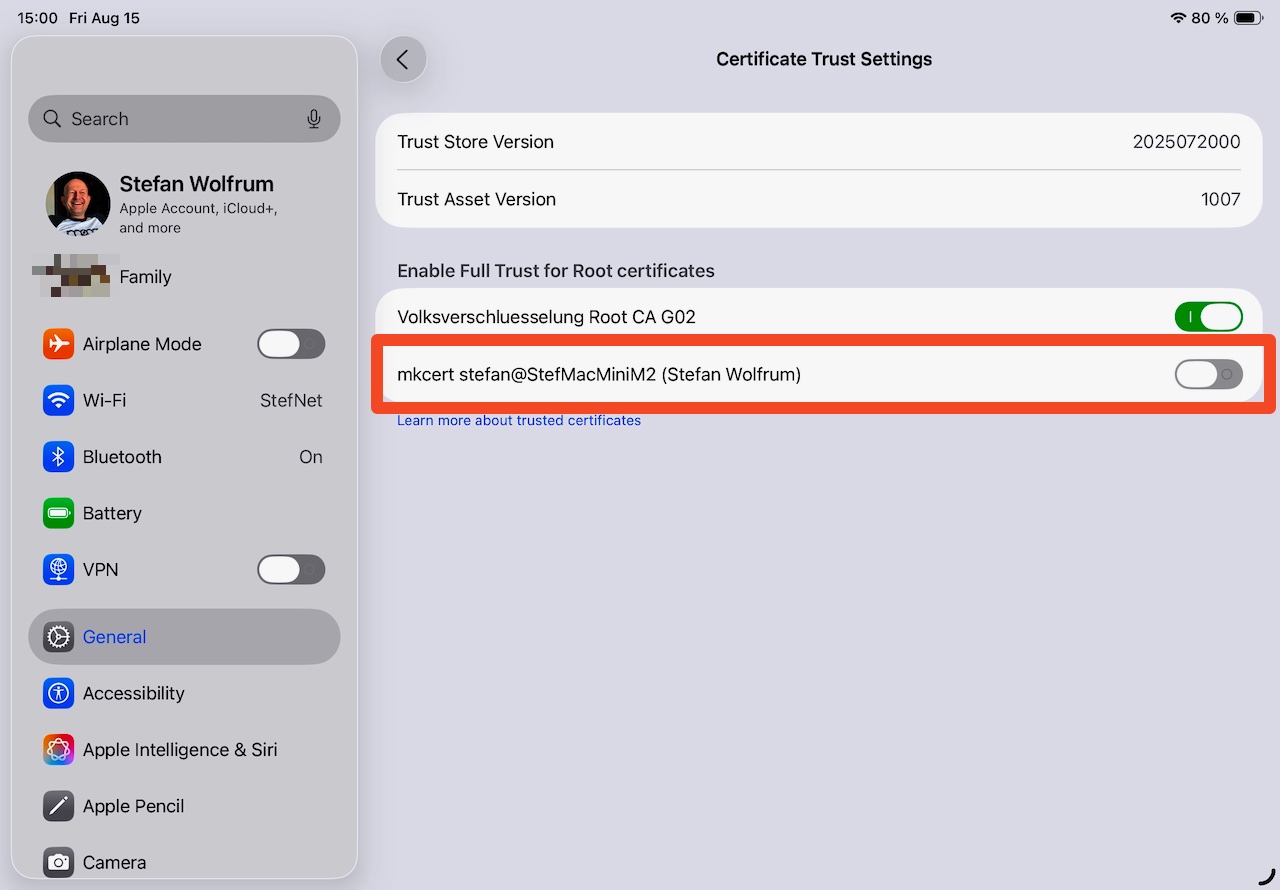 15:00 Fri Aug 15
80 %
Search
Stefan Wolfrum
Apple Account, iCloud+,
and more
Family
Airplane Mode
Wi-Fi StefNet
Bluetooth On
Battery
VPN
General
Accessibility
Apple Intelligence & Siri
Apple Pencil
Camera
Certificate Trust Settings
Trust Store Version 2025072000
Trust Asset Version 1007
Enable Full Trust for Root certificates
Volksverschluesselung Root CA G02
mkcert stefan@StefMacMiniM2 (Stefan Wolfrum)
Learn more about trusted certificates